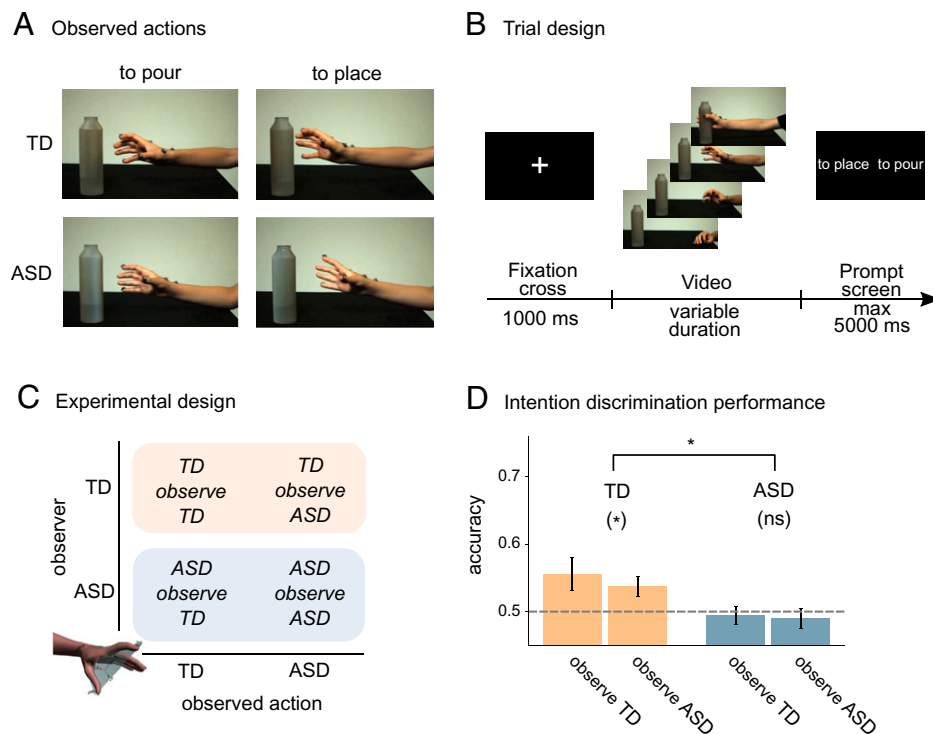 A Observed actions
to pour to place
TD
ASD
B Trial design
+
to place to pour
Fixation
cross
1000 ms
Video
variable
duration
Prompt
screen
max
5000 ms
C Experimental design
observer
TD
ASD
TD
observe
TD
TD
observe
ASD
ASD
observe
TD
ASD
observe
ASD
TD ASD
observed action
D Intention discrimination performance
accuracy
0.7
0.6
0.5
*
TD
(*)
ASD
(ns)
observe TD
observe ASD
observe TD
observe ASD